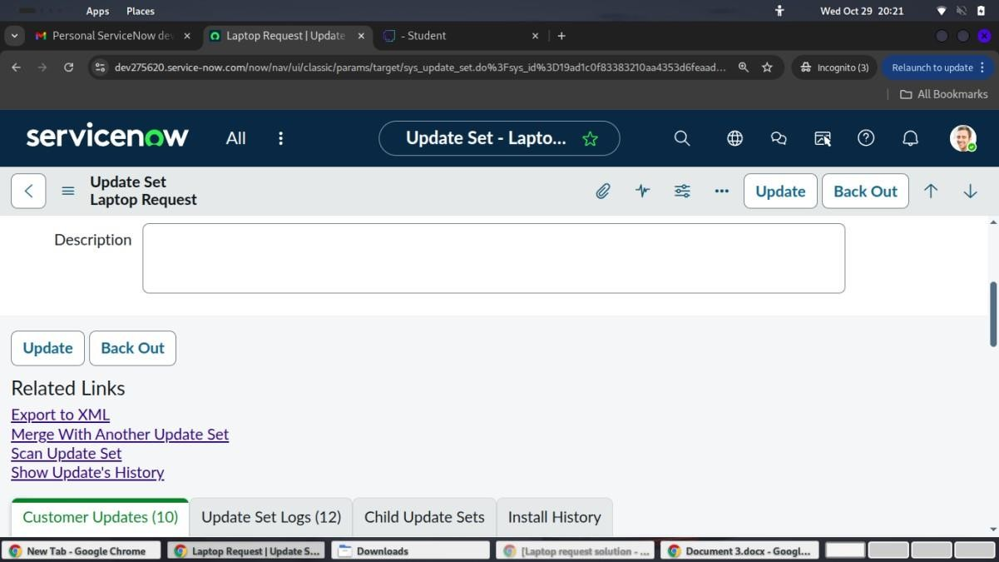 Apps Places Wed Oct 29 20:21
Personal ServiceNow dev Laptop Request | Update - Student
dev275620.service-now.com/now/nav/ui/classic/params/target/sys_update_set.do%3Fsys_id%3D19ad1c0f83383210aa4353d6feaad... Incognito (3) Relaunch to update
All Bookmarks
servicenow All Update Set - Lapto...
Update Set
Laptop Request
Update Back Out
Description
Update Back Out
Related Links
Export to XML
Merge With Another Update Set
Scan Update Set
Show Update's History
Customer Updates (10) Update Set Logs (12) Child Update Sets Install History
New Tab - Google Chrome Laptop Request | Update S... Downloads [Laptop request solution - ... Document 3.docx - Googl...